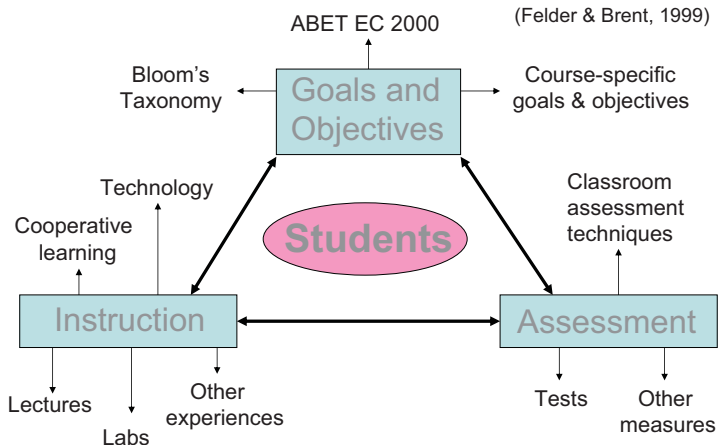 ABET EC 2000
(Felder & Brent, 1999)
Bloom's
Taxonomy
Goals and
Objectives
Course-specific
goals & objectives
Technology
Cooperative
learning
Students
Classroom
assessment
techniques
Instruction
Assessment
Lectures
Labs
Other
experiences
Tests
Other
measures